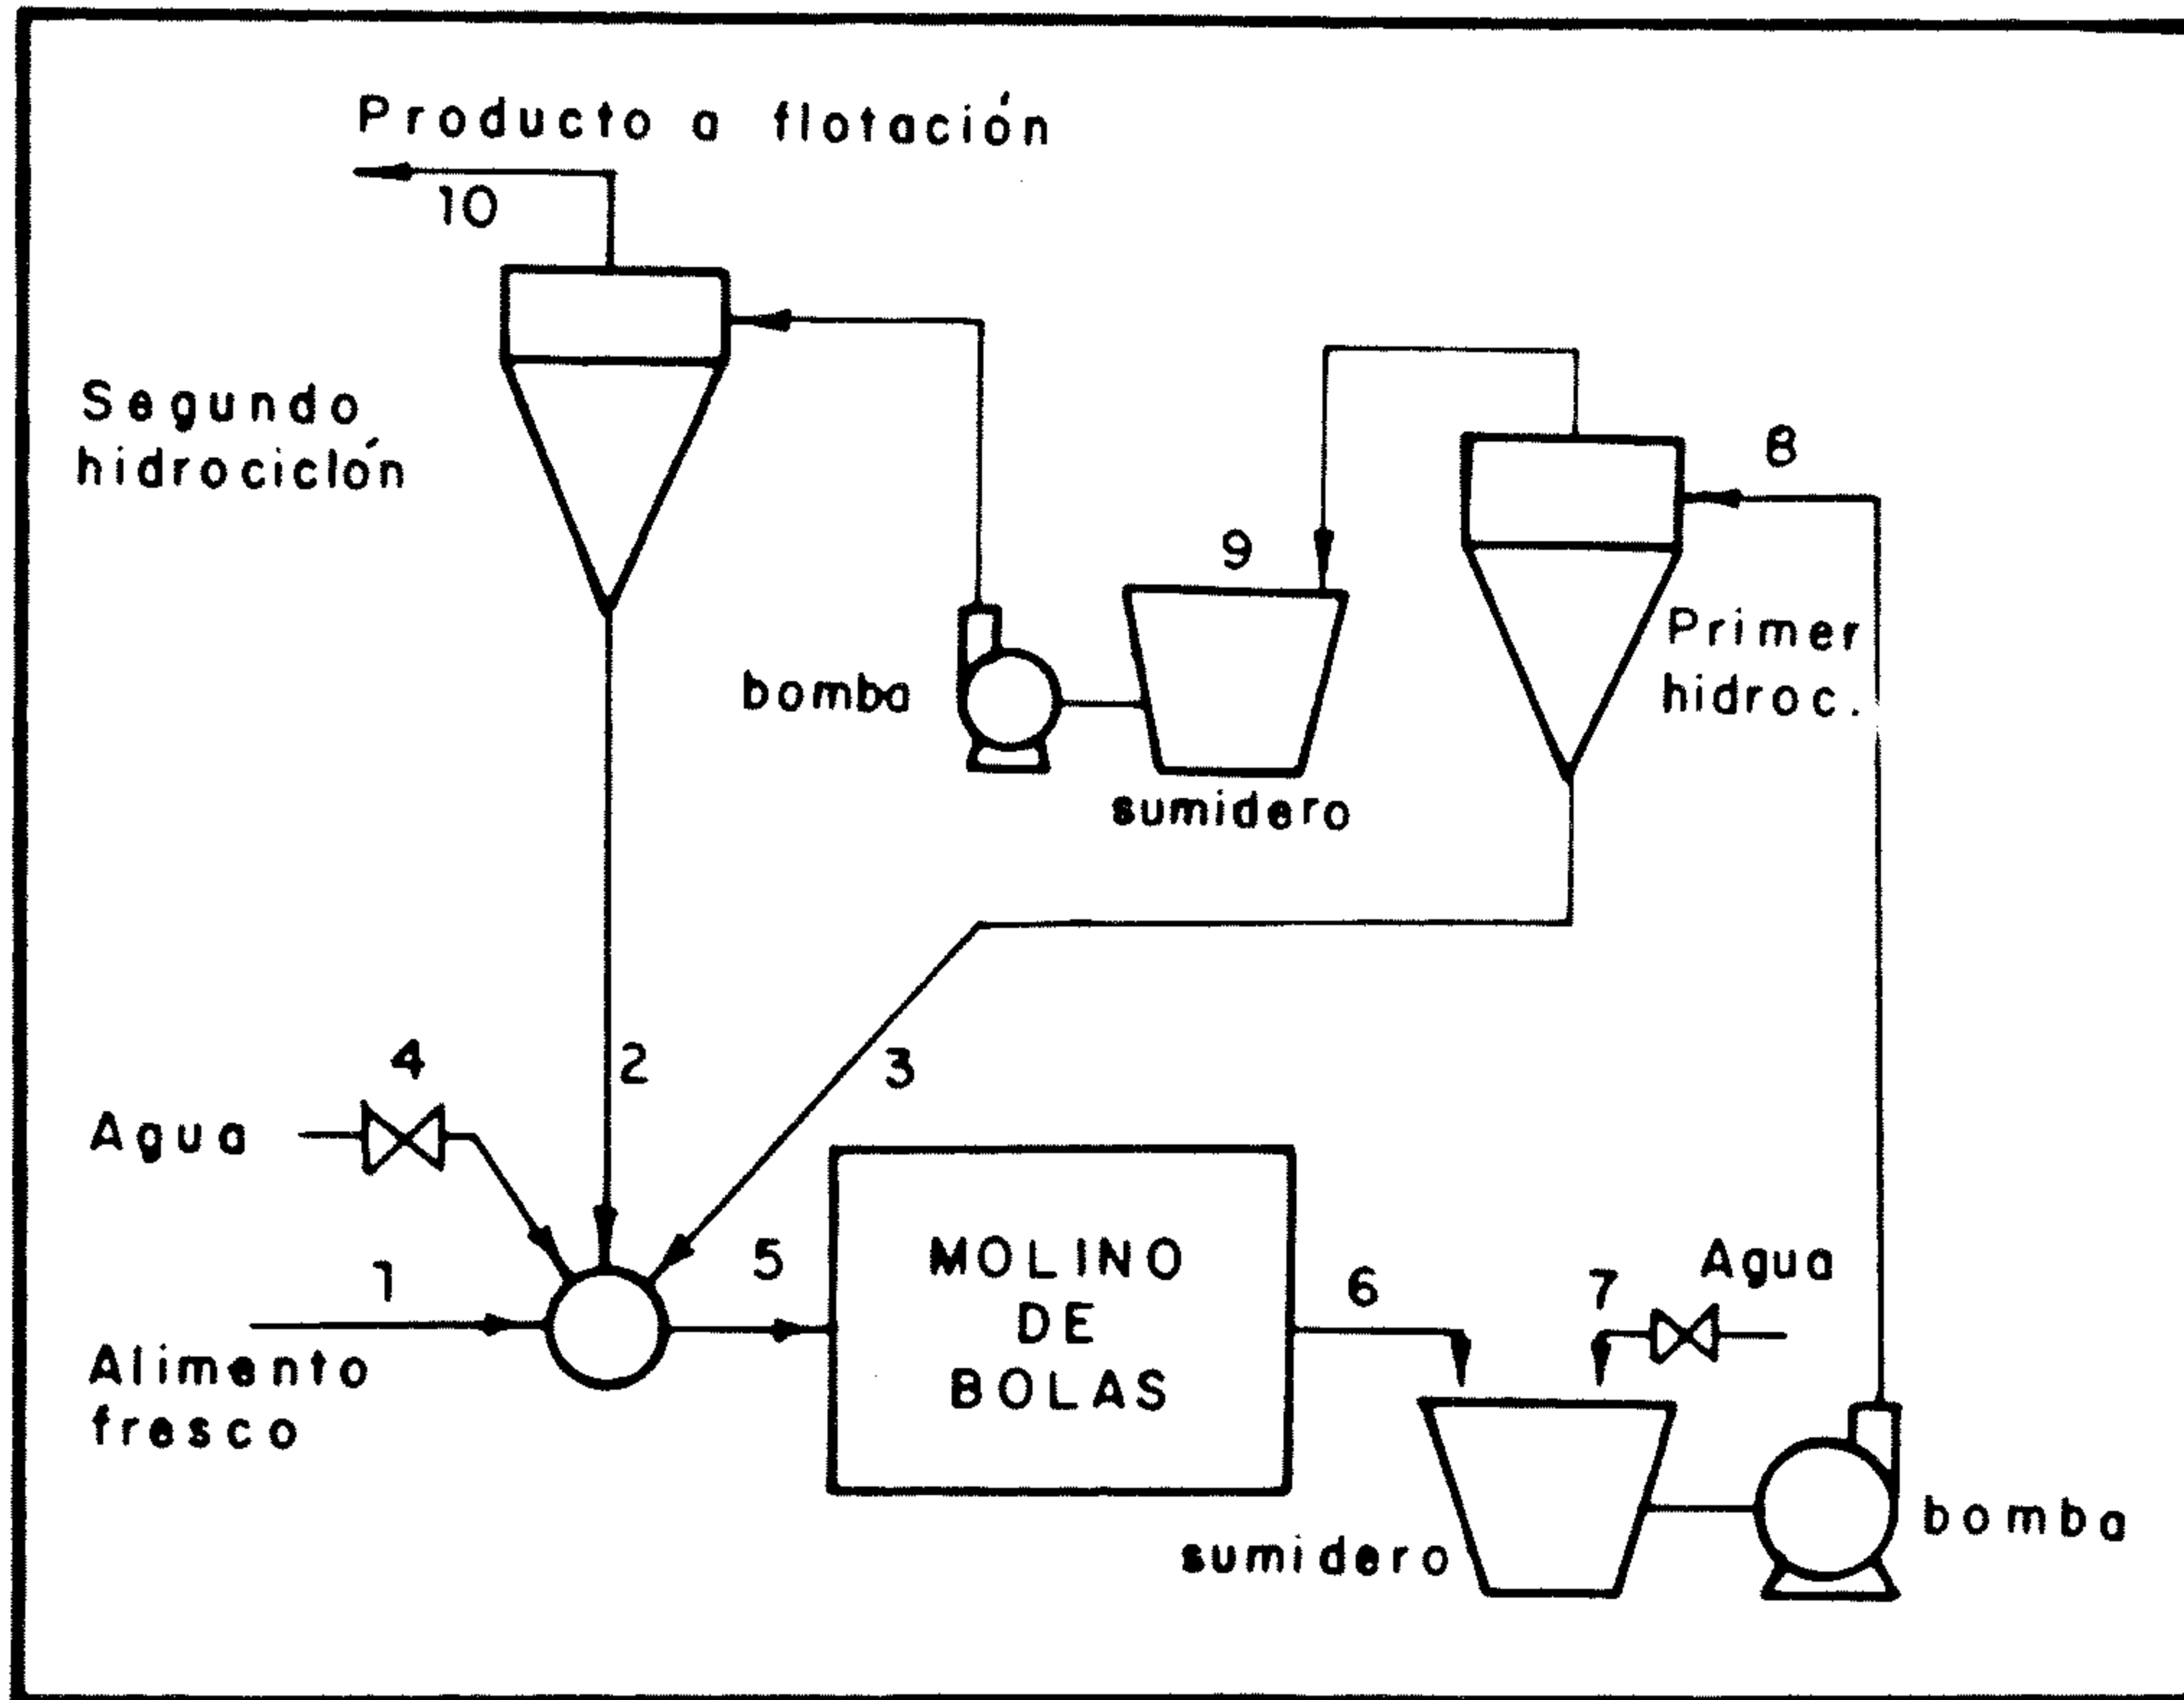 Producto a flotación
10
Segundo
hidrociclón
8
9
Primer
hidroc.
bomba
sumidero
4
2
3
Agua
1
5
MOLINO
DE
BOLAS
6
7
Agua
Alimento
fresco
sumidero
bomba